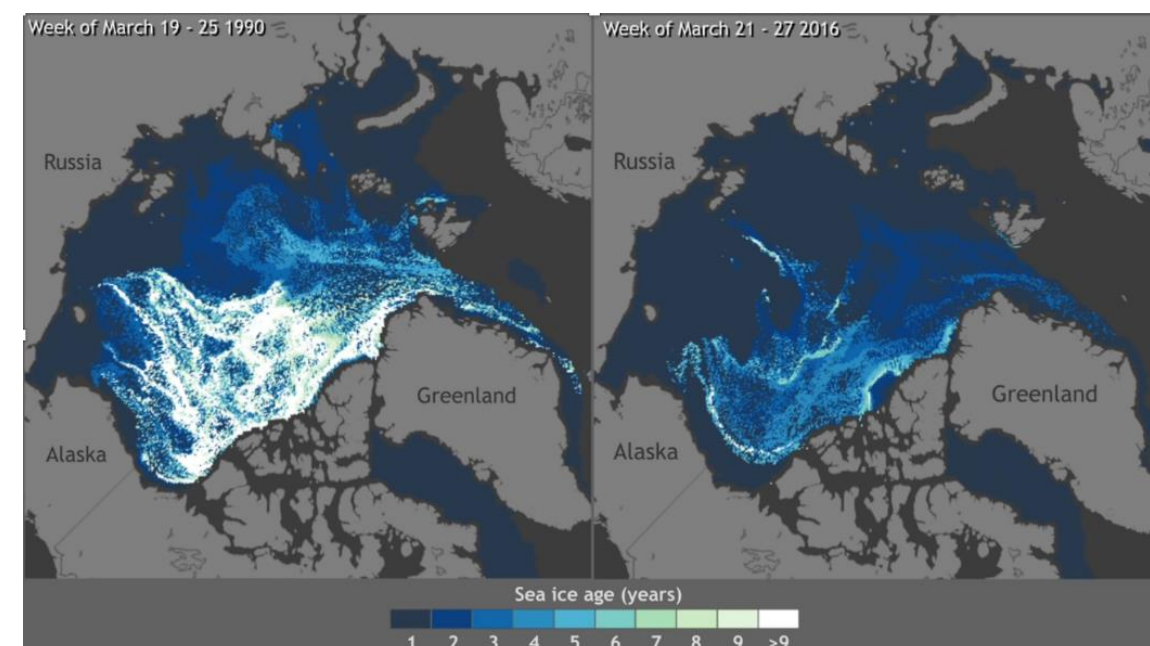 Week of March 19 - 25 1990
Week of March 21 - 27 2016
Russia
Russia
Greenland
Greenland
Alaska
Alaska
Sea ice age (years)
1 2 3 4 5 6 7 8 9 >9